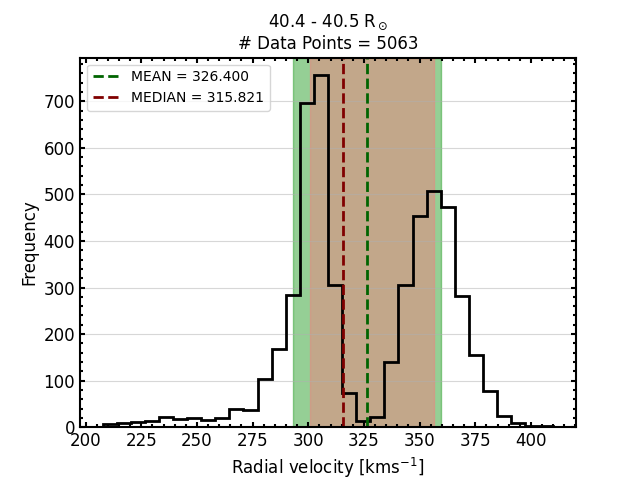 40.4 - 40.5 R⊙
# Data Points = 5063
MEAN = 326.400
MEDIAN = 315.821
Frequency
700
600
500
400
300
200
100
0
200 225 250 275 300 325 350 375 400
Radial velocity [kms⁻¹]